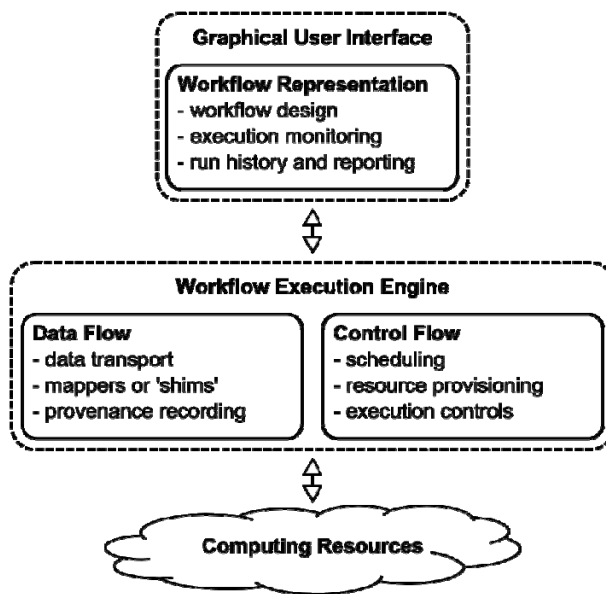 Graphical User Interface
Workflow Representation
- workflow design
- execution monitoring
- run history and reporting
Workflow Execution Engine
Data Flow
- data transport
- mappers or 'shims'
- provenance recording
Control Flow
- scheduling
- resource provisioning
- execution controls
Computing Resources